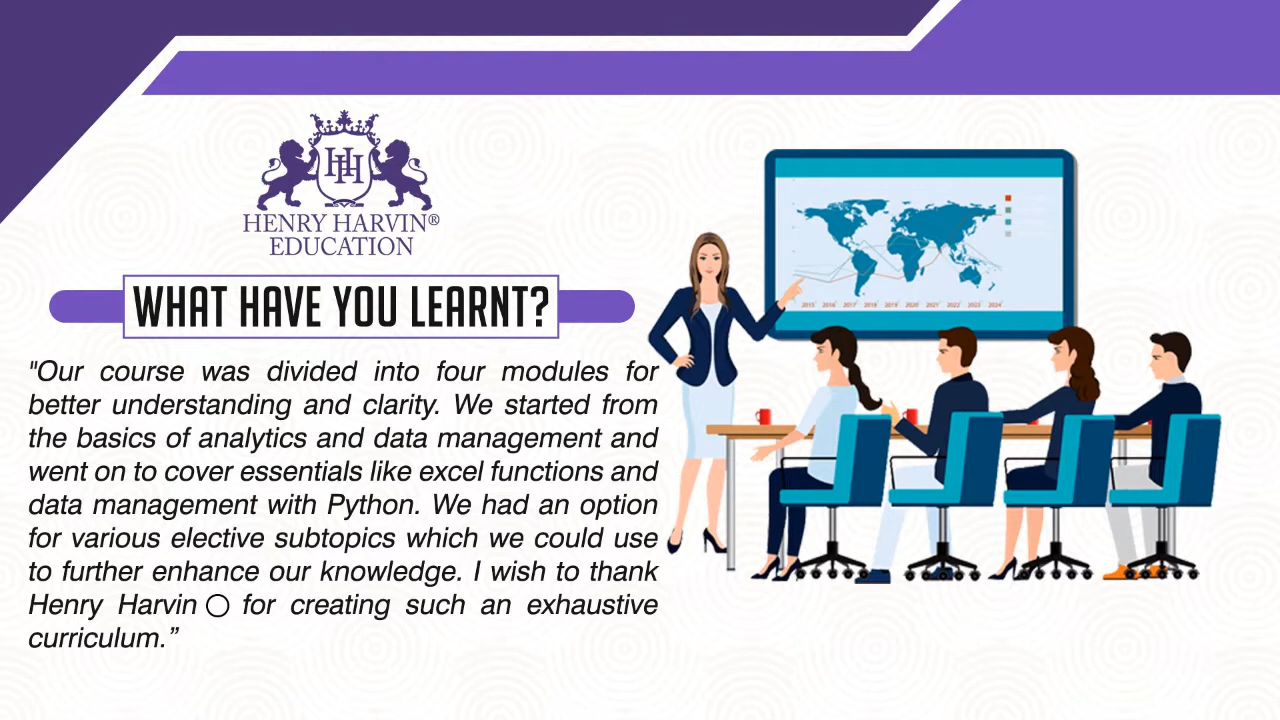 HENRY HARVIN®
EDUCATION
WHAT HAVE YOU LEARNT?
"Our course was divided into four modules for
better understanding and clarity. We started from
the basics of analytics and data management and
went on to cover essentials like excel functions and
data management with Python. We had an option
for various elective subtopics which we could use
to further enhance our knowledge. I wish to thank
Henry Harvin ◯ for creating such an exhaustive
curriculum.”
2015 2016 2017 2018 2019 2020 2021 2022 2023 2024